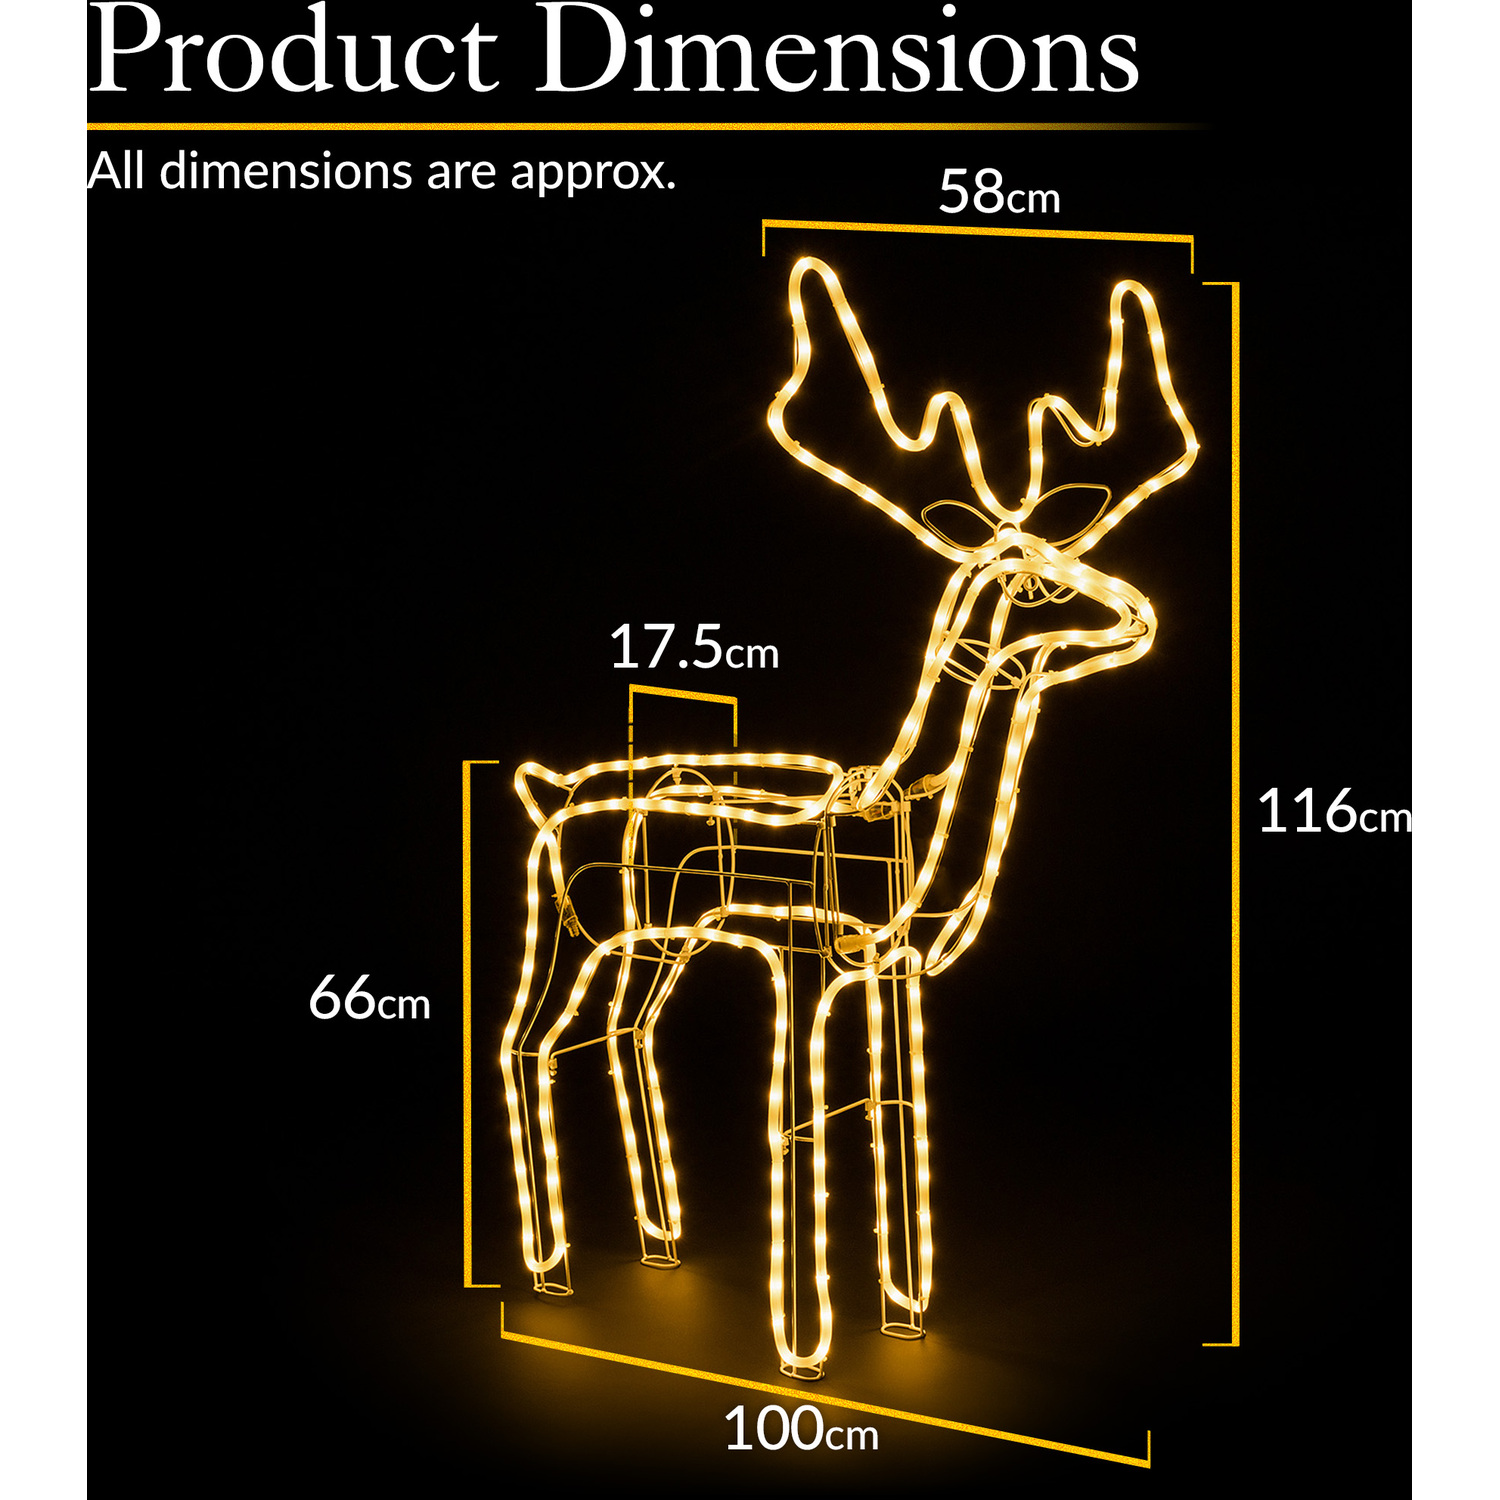 Product Dimensions
All dimensions are approx.
58cm
17.5cm
116cm
66cm
100cm